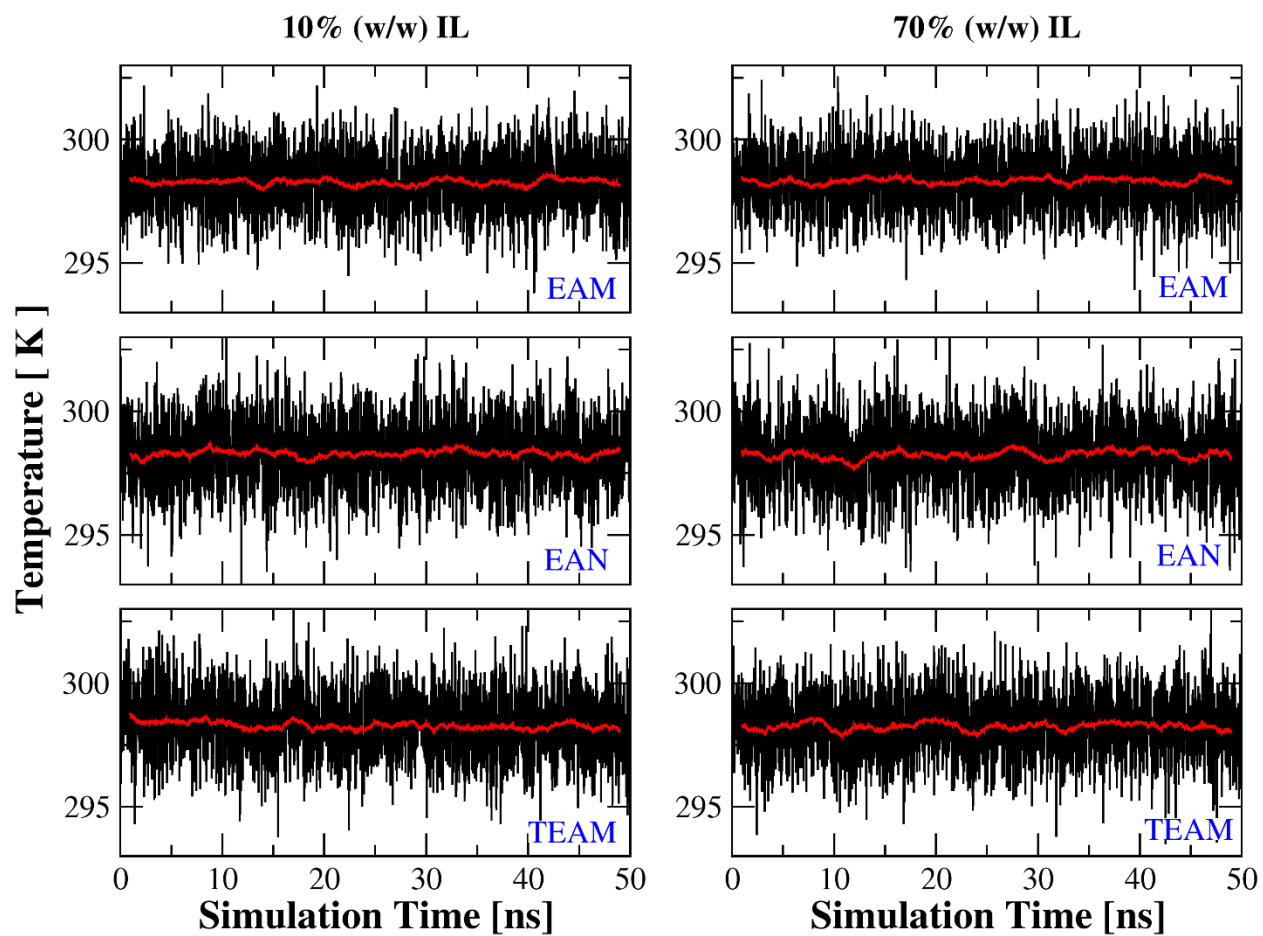 10% (w/w) IL
70% (w/w) IL
300
295
EAM
300
295
EAM
Temperature [ K ]
300
295
EAN
300
295
EAN
300
295
TEAM
300
295
TEAM
0 10 20 30 40 50
0 10 20 30 40 50
Simulation Time [ns]
Simulation Time [ns]